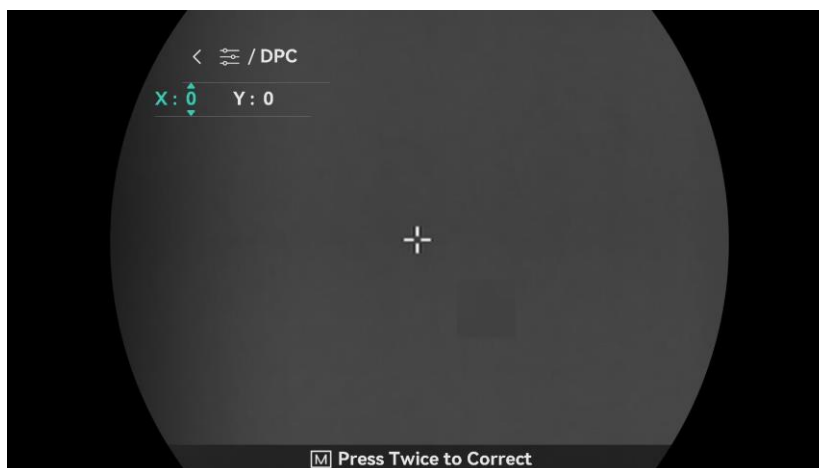 / DPC
X: 0 Y: 0
M Press Twice to Correct